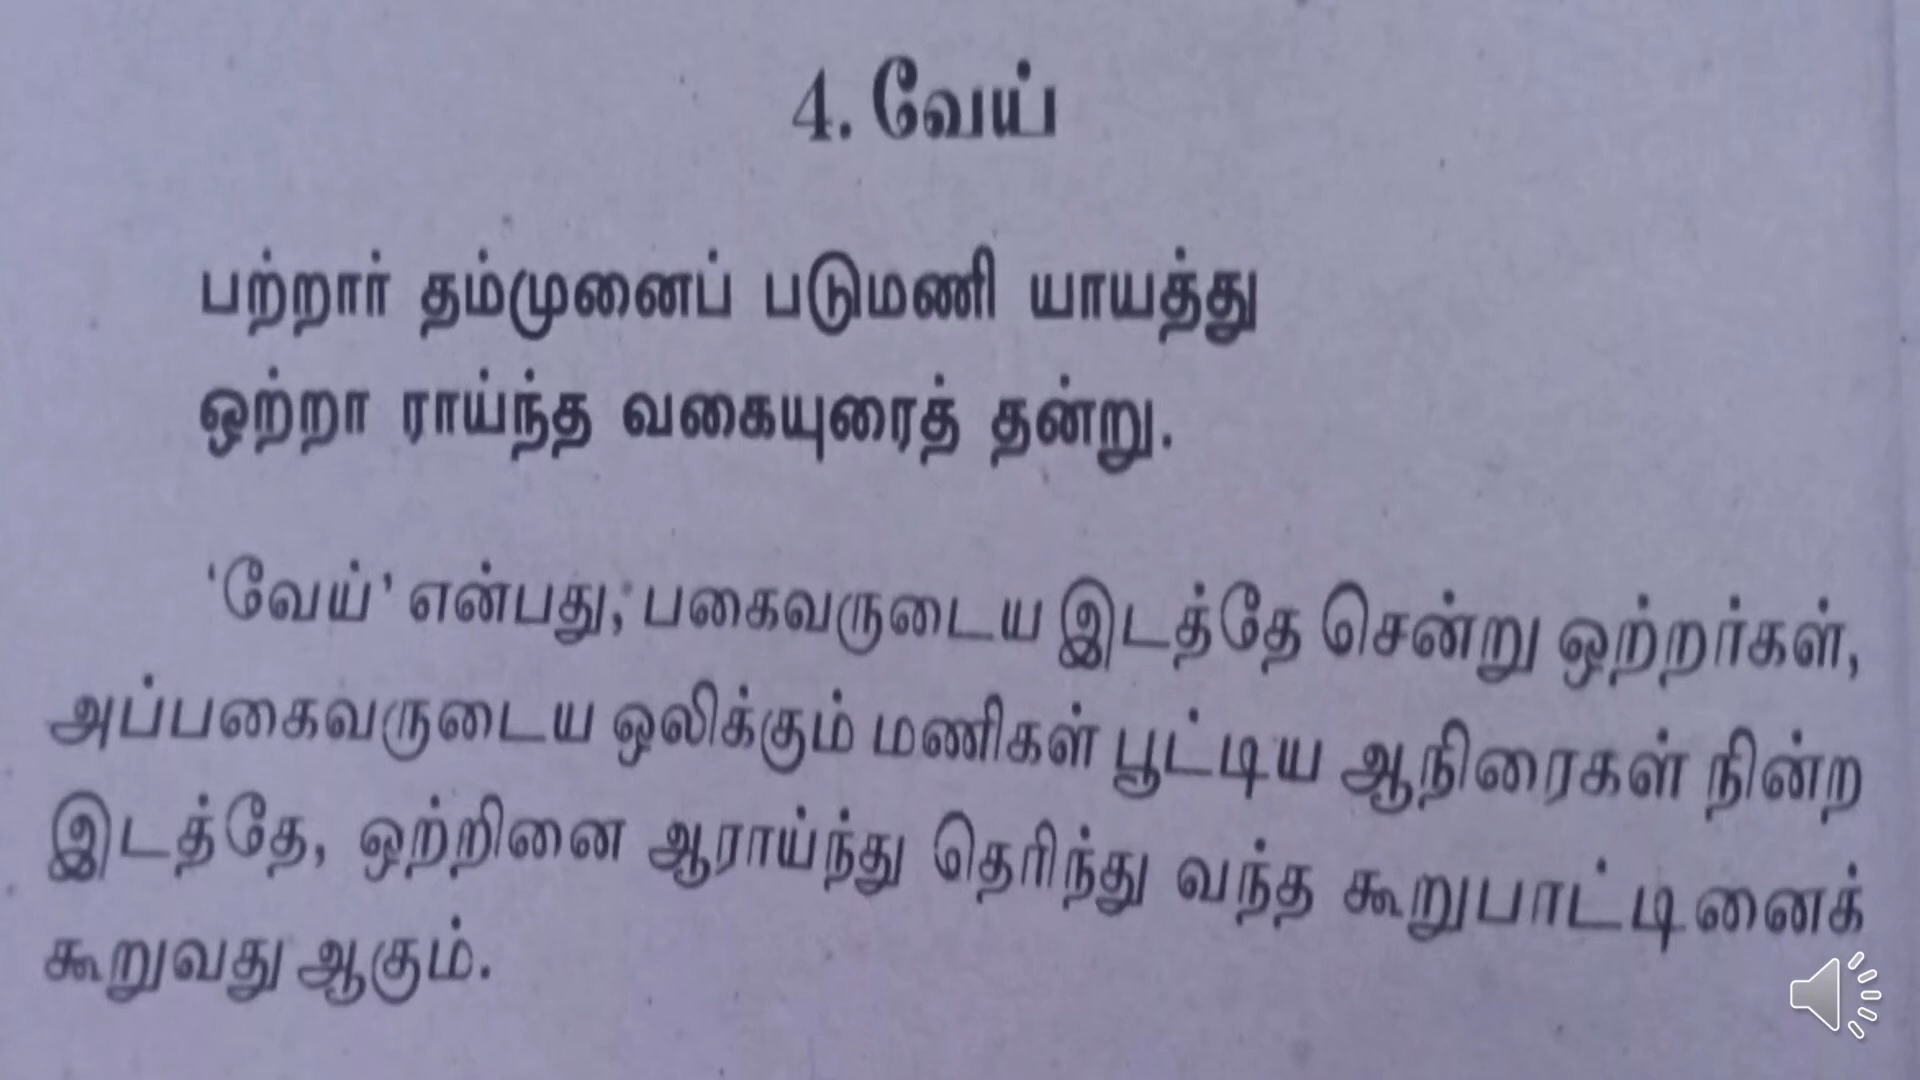 4. வேய்
பற்றார் தம்முனைப் படுமணி யாயத்து
ஒற்றா ராய்ந்த வகையுரைத் தன்று.
‘வேய்’ என்பது, பகைவருடைய இடத்தே சென்று ஒற்றர்கள்,
அப்பகைவருடைய ஒலிக்கும் மணிகள் பூட்டிய ஆநிரைகள் நின்ற
இடத்தே, ஒற்றினை ஆராய்ந்து தெரிந்து வந்த கூறுபாட்டினைக்
கூறுவது ஆகும்.